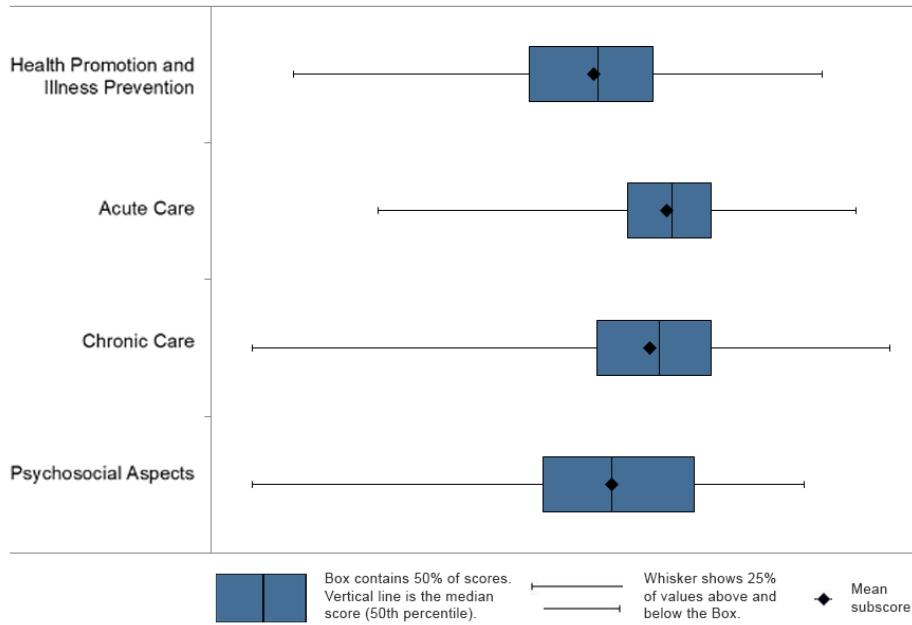 Health Promotion and
Illness Prevention
Acute Care
Chronic Care
Psychosocial Aspects
Box contains 50% of scores.
Vertical line is the median
score (50th percentile).
Whisker shows 25%
of values above and
below the Box.
Mean
subscore